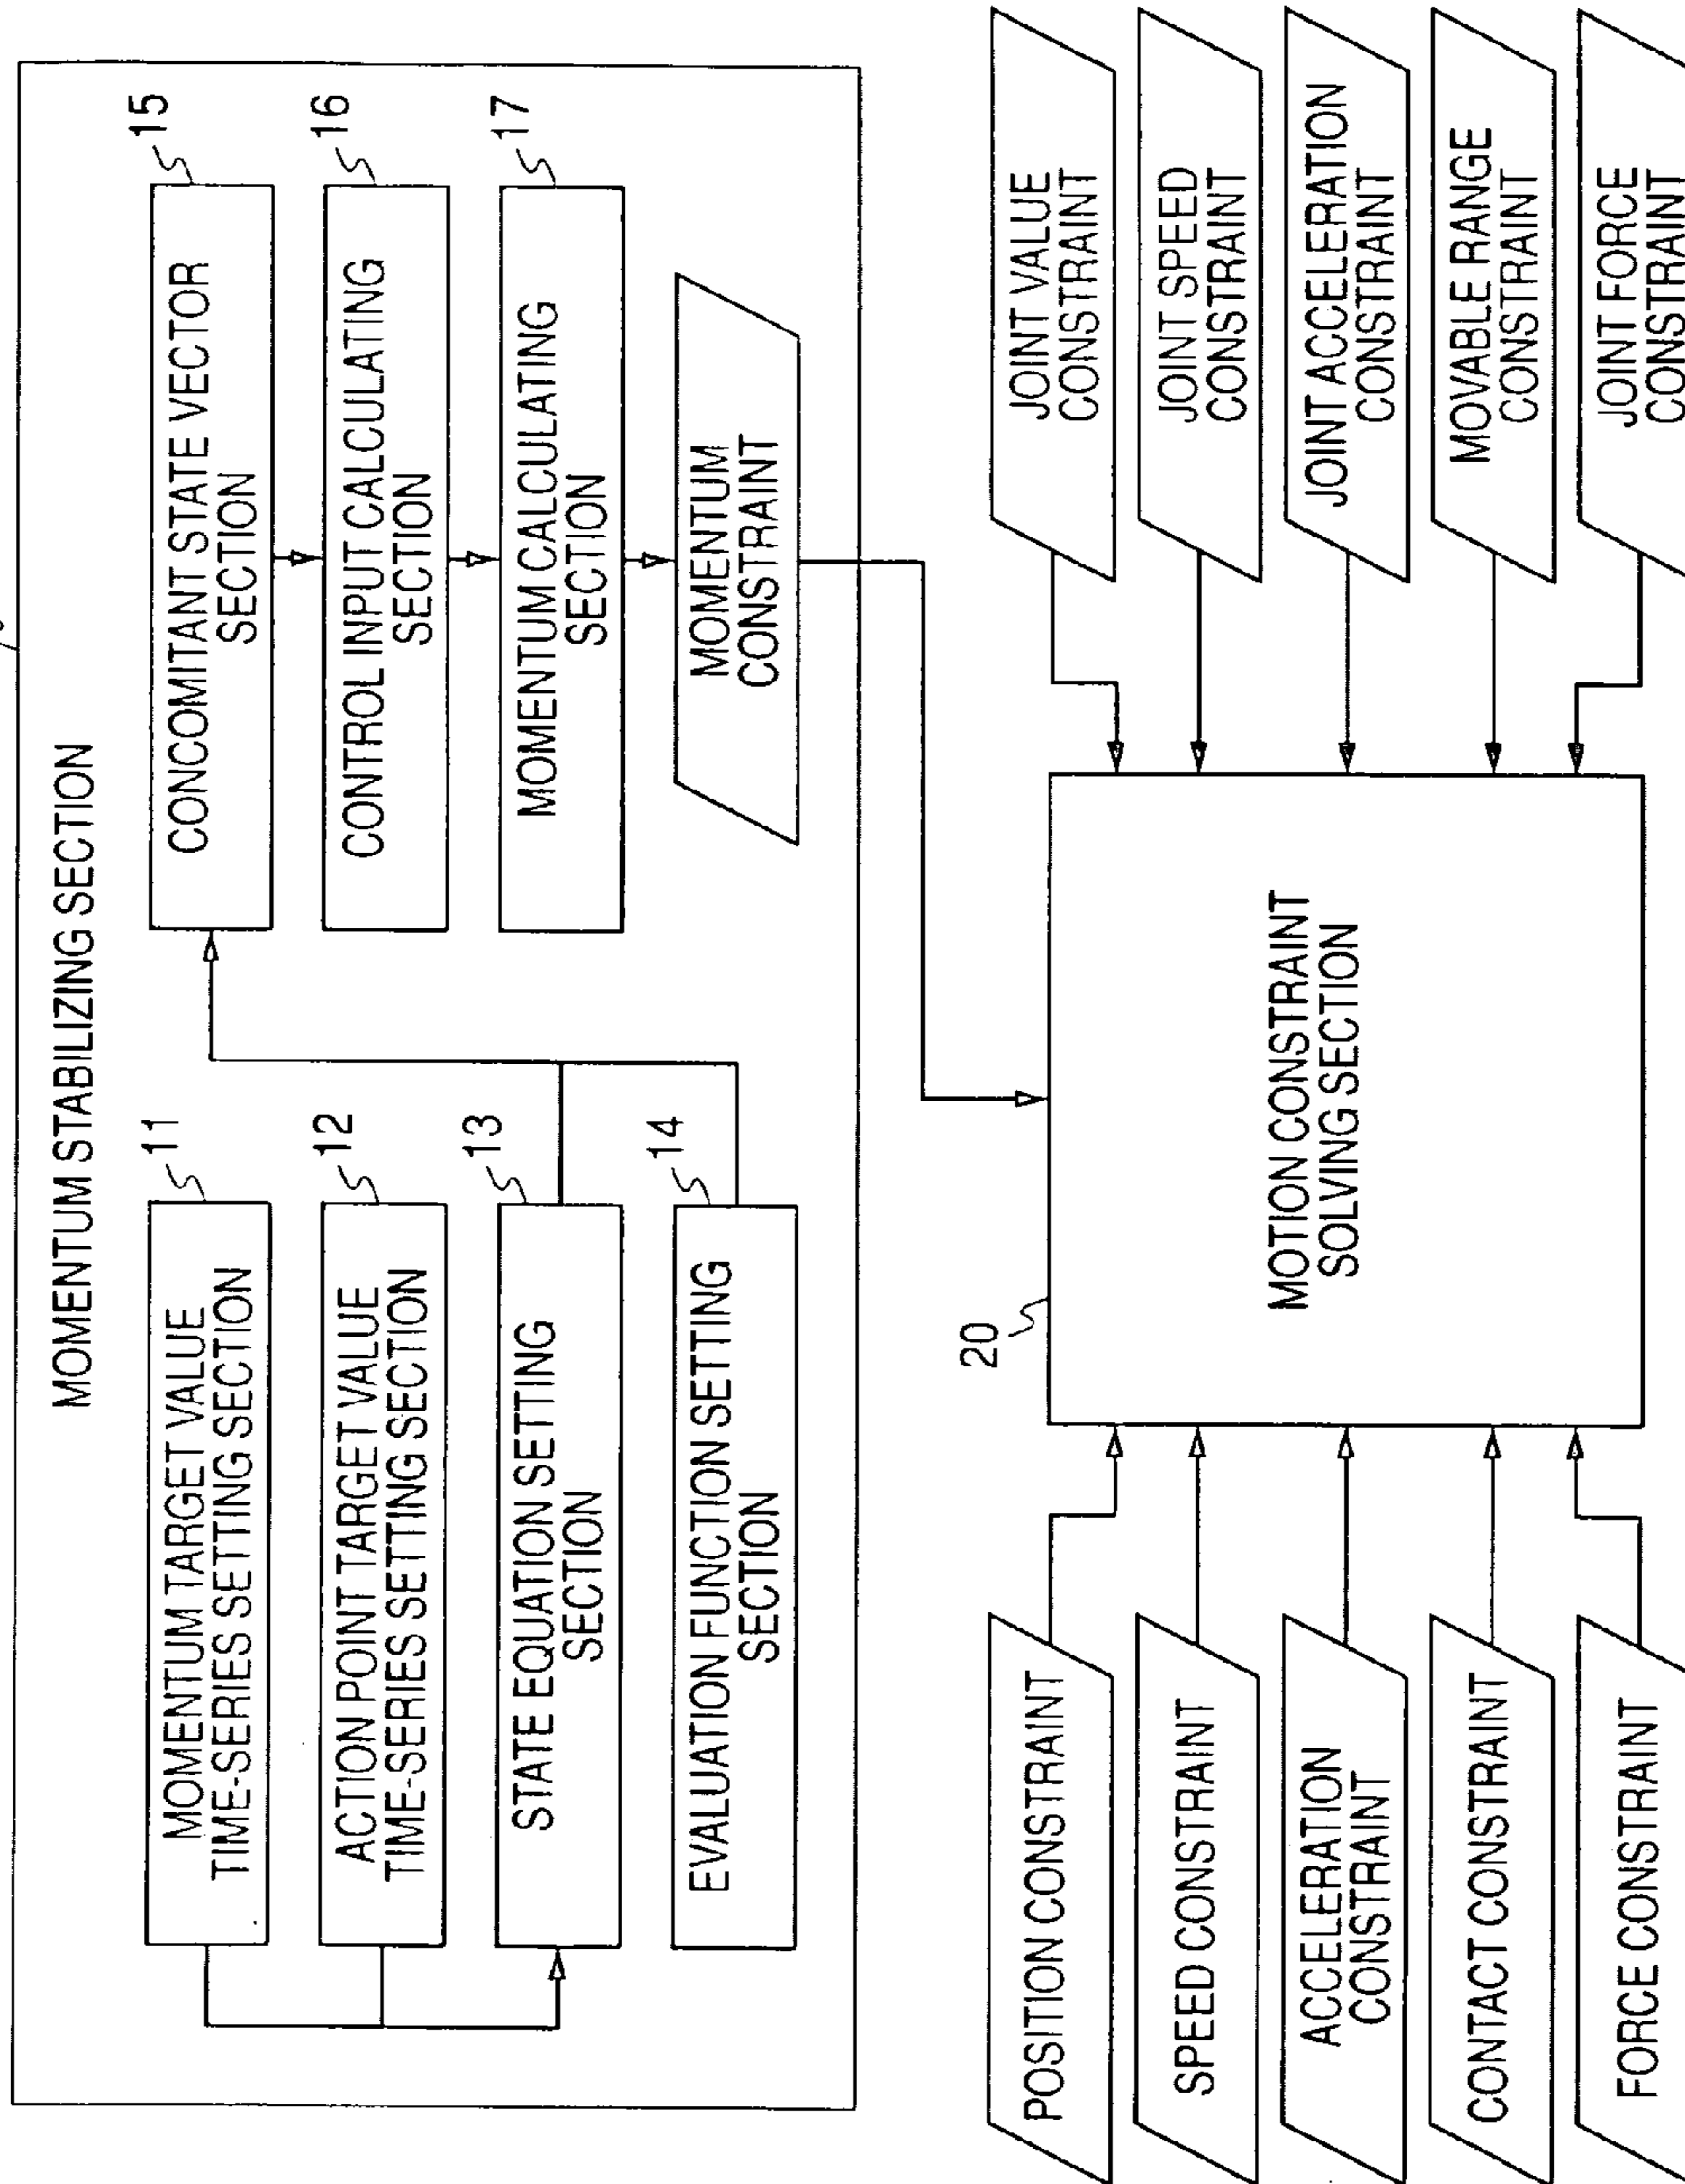 MOMENTUM STABILIZING SECTION
11
MOMENTUM TARGET VALUE
TIME-SERIES SETTING SECTION
12
ACTION POINT TARGET VALUE
TIME-SERIES SETTING SECTION
13
STATE EQUATION SETTING
SECTION
14
EVALUATION FUNCTION SETTING
SECTION
15
CONCOMITANT STATE VECTOR
SECTION
16
CONTROL INPUT CALCULATING
SECTION
17
MOMENTUM CALCULATING
SECTION
MOMENTUM
CONSTRAINT
POSITION CONSTRAINT
SPEED CONSTRAINT
ACCELERATION
CONSTRAINT
CONTACT CONSTRAINT
FORCE CONSTRAINT
20
MOTION CONSTRAINT
SOLVING SECTION
JOINT VALUE
CONSTRAINT
JOINT SPEED
CONSTRAINT
JOINT ACCELERATION
CONSTRAINT
MOVABLE RANGE
CONSTRAINT
JOINT FORCE
CONSTRAINT